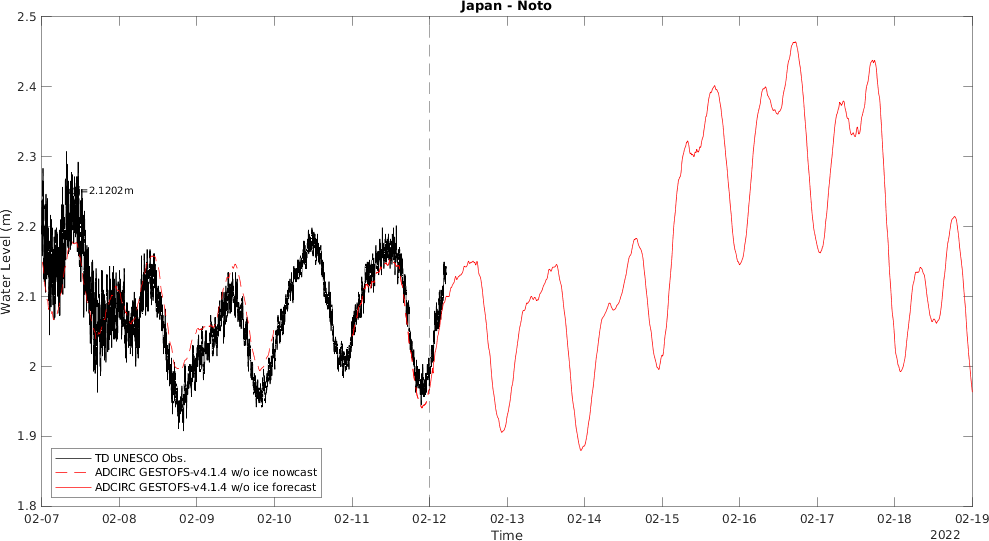 Japan - Noto
2.5
2.4
2.3
2.2
2.1
2
1.9
1.8
Water Level (m)
=2.1202m
TD UNESCO Obs.
ADCIRC GESTOFS-v4.1.4 w/o ice nowcast
ADCIRC GESTOFS-v4.1.4 w/o ice forecast
02-07 02-08 02-09 02-10 02-11 02-12 02-13 02-14 02-15 02-16 02-17 02-18 02-19
Time
2022